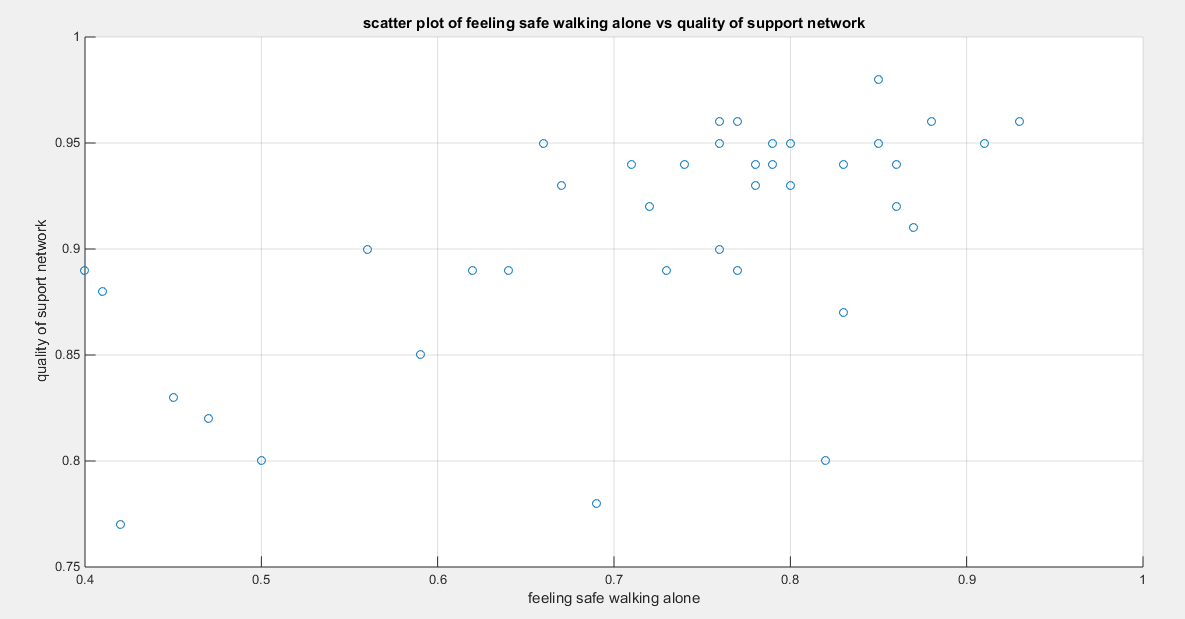 scatter plot of feeling safe walking alone vs quality of support network
1
0.95
0.9
0.85
0.8
0.75
quality of suport network
0.4 0.5 0.6 0.7 0.8 0.9 1
feeling safe walking alone